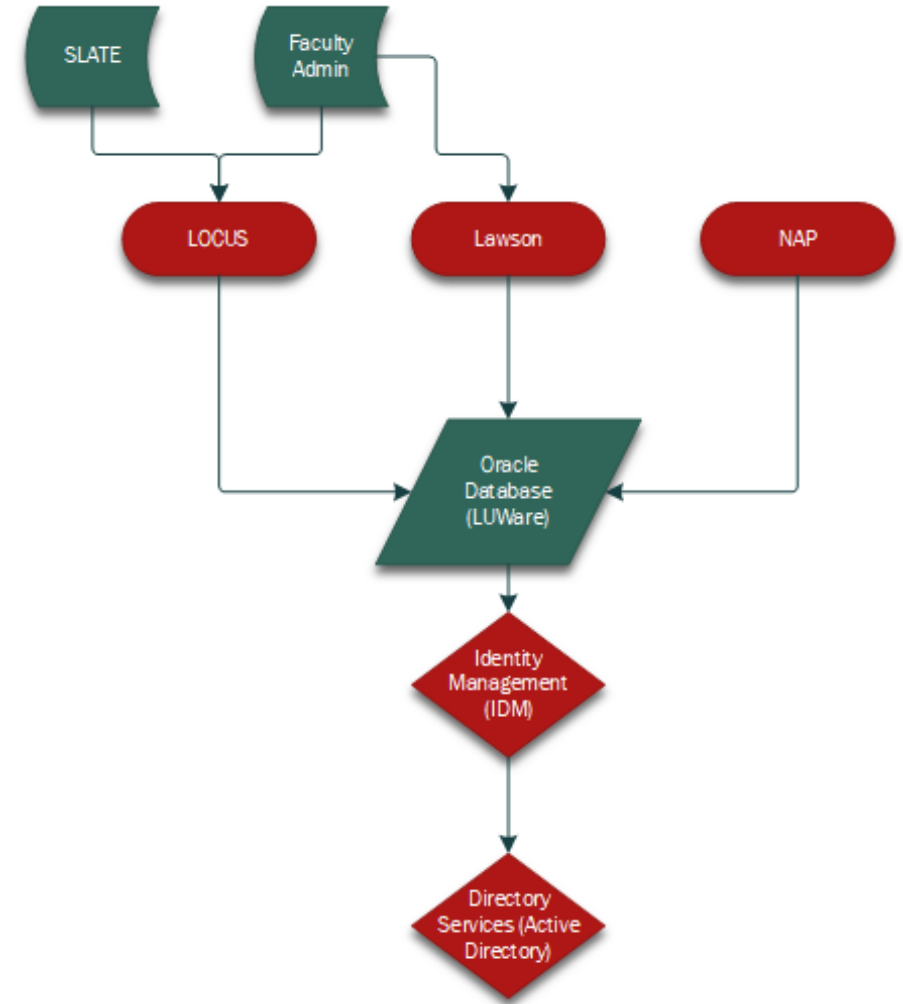 SLATE
Faculty
Admin
LOCUS
Lawson
NAP
Oracle
Database
(LUWare)
Identity
Management
(IDM)
Directory
Services (Active
Directory)